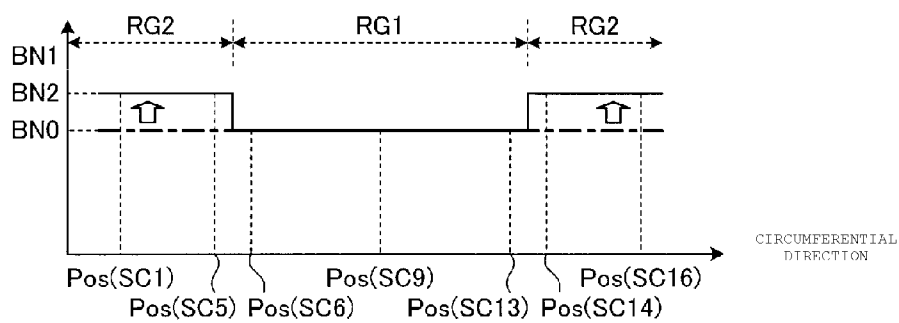 RG2 RG1 RG2
BN1
BN2
BN0
CIRCUMFERENTIAL
DIRECTION
Pos(SC1) Pos(SC9) Pos(SC16)
Pos(SC5) Pos(SC6) Pos(SC13) Pos(SC14)